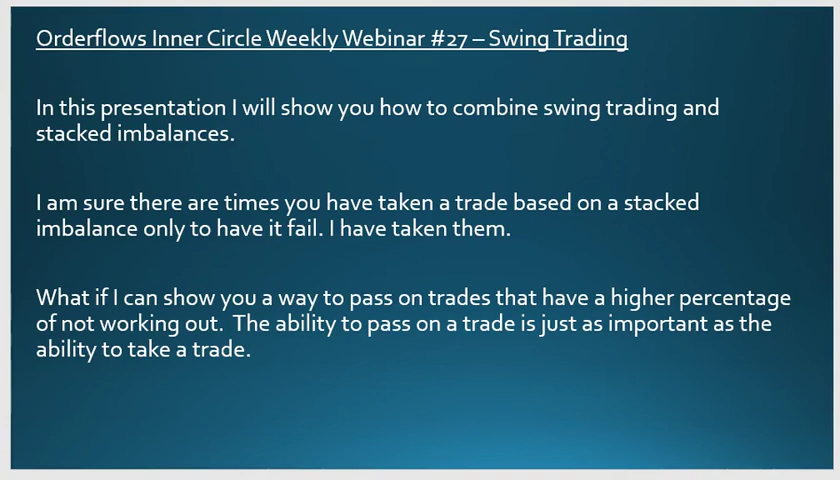 Orderflows Inner Circle Weekly Webinar #27 – Swing Trading
In this presentation I will show you how to combine swing trading and
stacked imbalances.
I am sure there are times you have taken a trade based on a stacked
imbalance only to have it fail. I have taken them.
What if I can show you a way to pass on trades that have a higher percentage
of not working out.  The ability to pass on a trade is just as important as the
ability to take a trade.